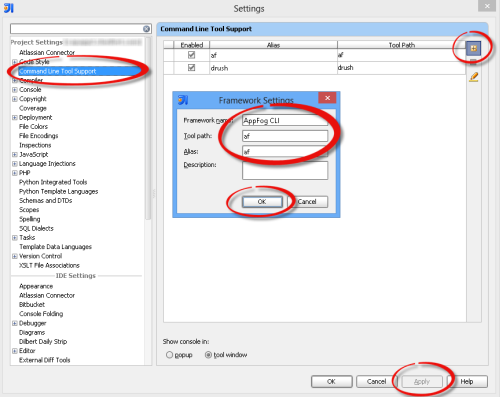 Settings
Project Settings
Command Line Tool Support
Atlassian Connector
Code Style
Command Line Tool Support
Compiler
Console
Copyright
Coverage
Deployment
File Colors
File Encodings
Inspections
JavaScript
Language Injections
PHP
Python Integrated Tools
Python Template Languages
Schemas and DTDs
Scopes
Spelling
SQL Dialects
Tasks
Template Data Languages
Version Control
XSLT File Associations
IDE Settings
Appearance
Atlassian Connector
Bitbucket
Console Folding
Debugger
Diagrams
Dilbert Daily Strip
Editor
External Diff Tools
Enabled Alias Tool Path
af af
drush drush
Framework Settings
Framework name: AppFog CLI
Tool path: af
Alias: af
Description:
OK Cancel
Show console in:
popup tool window
OK Cancel Apply Help